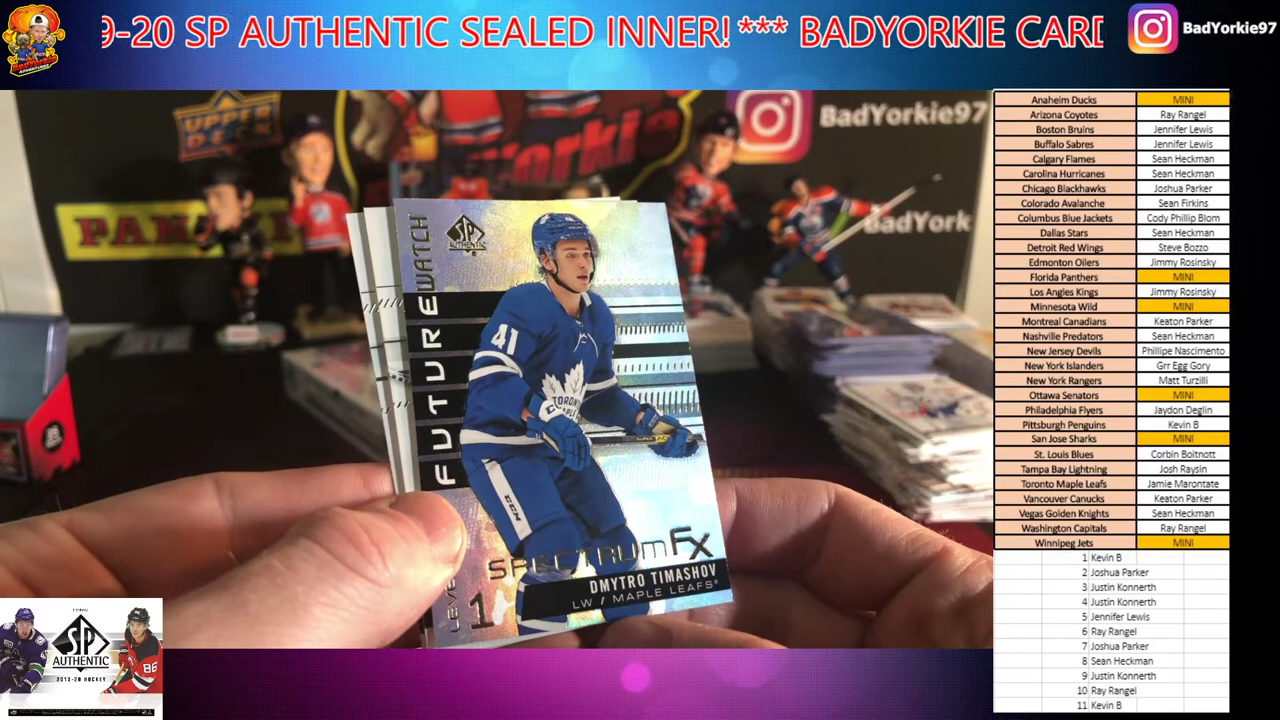 9-20 SP AUTHENTIC SEALED INNER! *** BADYORKIE CARD
BadYorkie97
BadYorkie
ADVENTURES
UPPER DECK
BadYorkie97
Yorkie
PANINI
BadYork
SP
AUTHENTIC
FUTURE WATCH
41
TORONTO
MAPLE
LEAFS
CCM
SPECTRUM FX
LEVEL 1
DMYTRO TIMASHOV
LW / MAPLE LEAFS
SP
AUTHENTIC
2019-20 HOCKEY
86
Anaheim Ducks MINI
Arizona Coyotes Ray Rangel
Boston Bruins Jennifer Lewis
Buffalo Sabres Jennifer Lewis
Calgary Flames Sean Heckman
Carolina Hurricanes Sean Heckman
Chicago Blackhawks Joshua Parker
Colorado Avalanche Sean Firkins
Columbus Blue Jackets Cody Phillip Blom
Dallas Stars Sean Heckman
Detroit Red Wings Steve Bozzo
Edmonton Oilers Jimmy Rosinsky
Florida Panthers MINI
Los Angles Kings Jimmy Rosinsky
Minnesota Wild MINI
Montreal Canadians Keaton Parker
Nashville Predators Sean Heckman
New Jersey Devils Phillipe Nascimento
New York Islanders Grr Egg Gory
New York Rangers Matt Turzilli
Ottawa Senators MINI
Philadelphia Flyers Jaydon Deglin
Pittsburgh Penguins Kevin B
San Jose Sharks MINI
St. Louis Blues Corbin Boitnott
Tampa Bay Lightning Josh Raysin
Toronto Maple Leafs Jamie Marontate
Vancouver Canucks Keaton Parker
Vegas Golden Knights Sean Heckman
Washington Capitals Ray Rangel
Winnipeg Jets MINI
1 Kevin B
2 Joshua Parker
3 Justin Konnerth
4 Justin Konnerth
5 Jennifer Lewis
6 Ray Rangel
7 Joshua Parker
8 Sean Heckman
9 Justin Konnerth
10 Ray Rangel
11 Kevin B